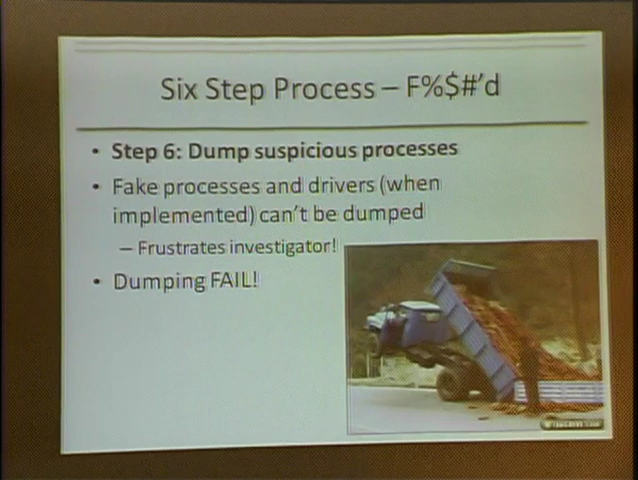 Six Step Process – F%$#'d
• Step 6: Dump suspicious processes
• Fake processes and drivers (when
implemented) can't be dumped
– Frustrates investigator!
• Dumping FAIL!